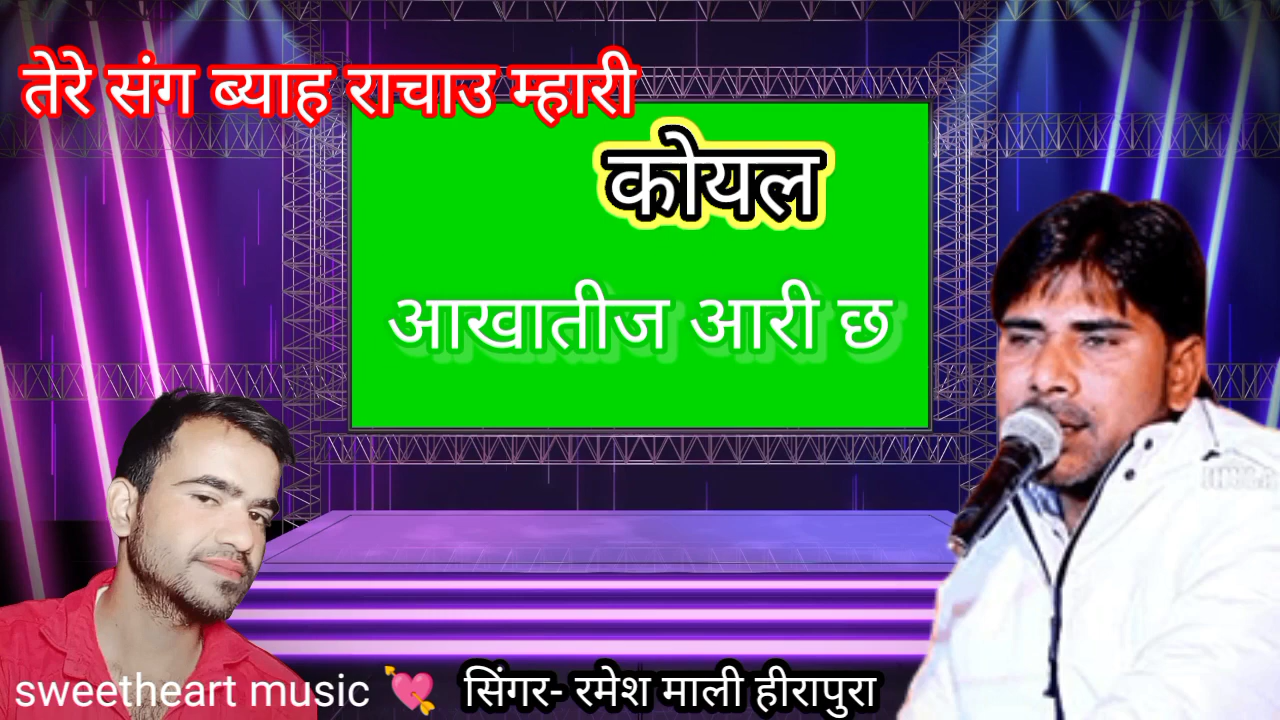 तेरे संग ब्याह राचाउ म्हारी
कोयल
आखातीज आरी छ
sweetheart music 💘 सिंगर- रमेश माली हीरापुरा